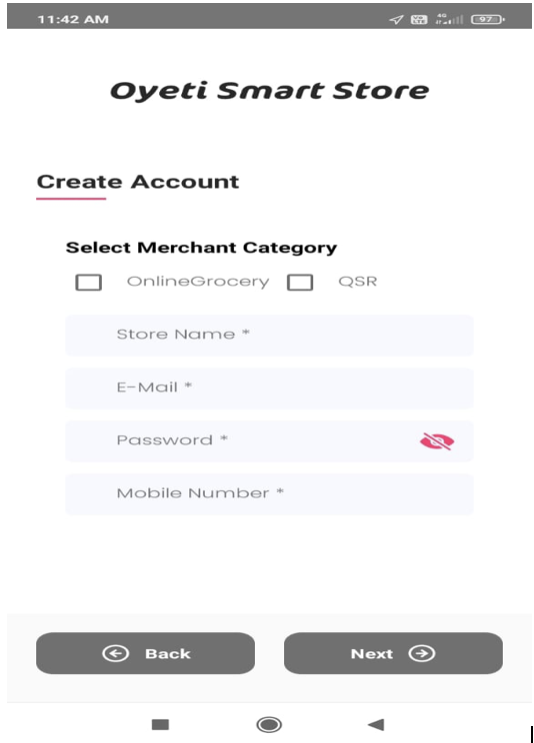 11:42 AM 4G 97
Oyeti Smart Store
Create Account
Select Merchant Category
OnlineGrocery QSR
Store Name *
E-Mail *
Password *
Mobile Number *
Back Next